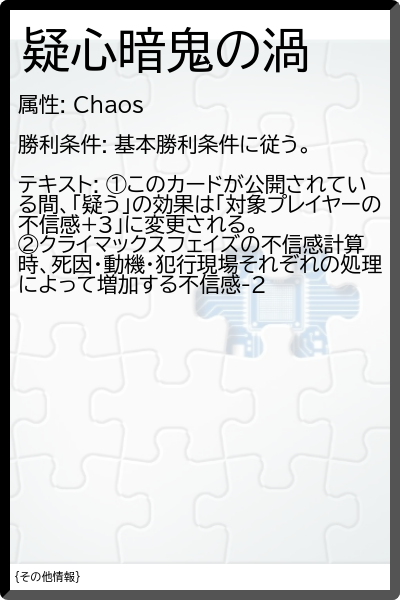 疑心暗鬼の渦
属性: Chaos
勝利条件: 基本勝利条件に従う。
テキスト: ①このカードが公開されてい
る間、「疑う」の効果は「対象プレイヤーの
不信感+3」に変更される。
②クライマックスフェイズの不信感計算
時、死因・動機・犯行現場それぞれの処理
によって増加する不信感-2
{その他情報}